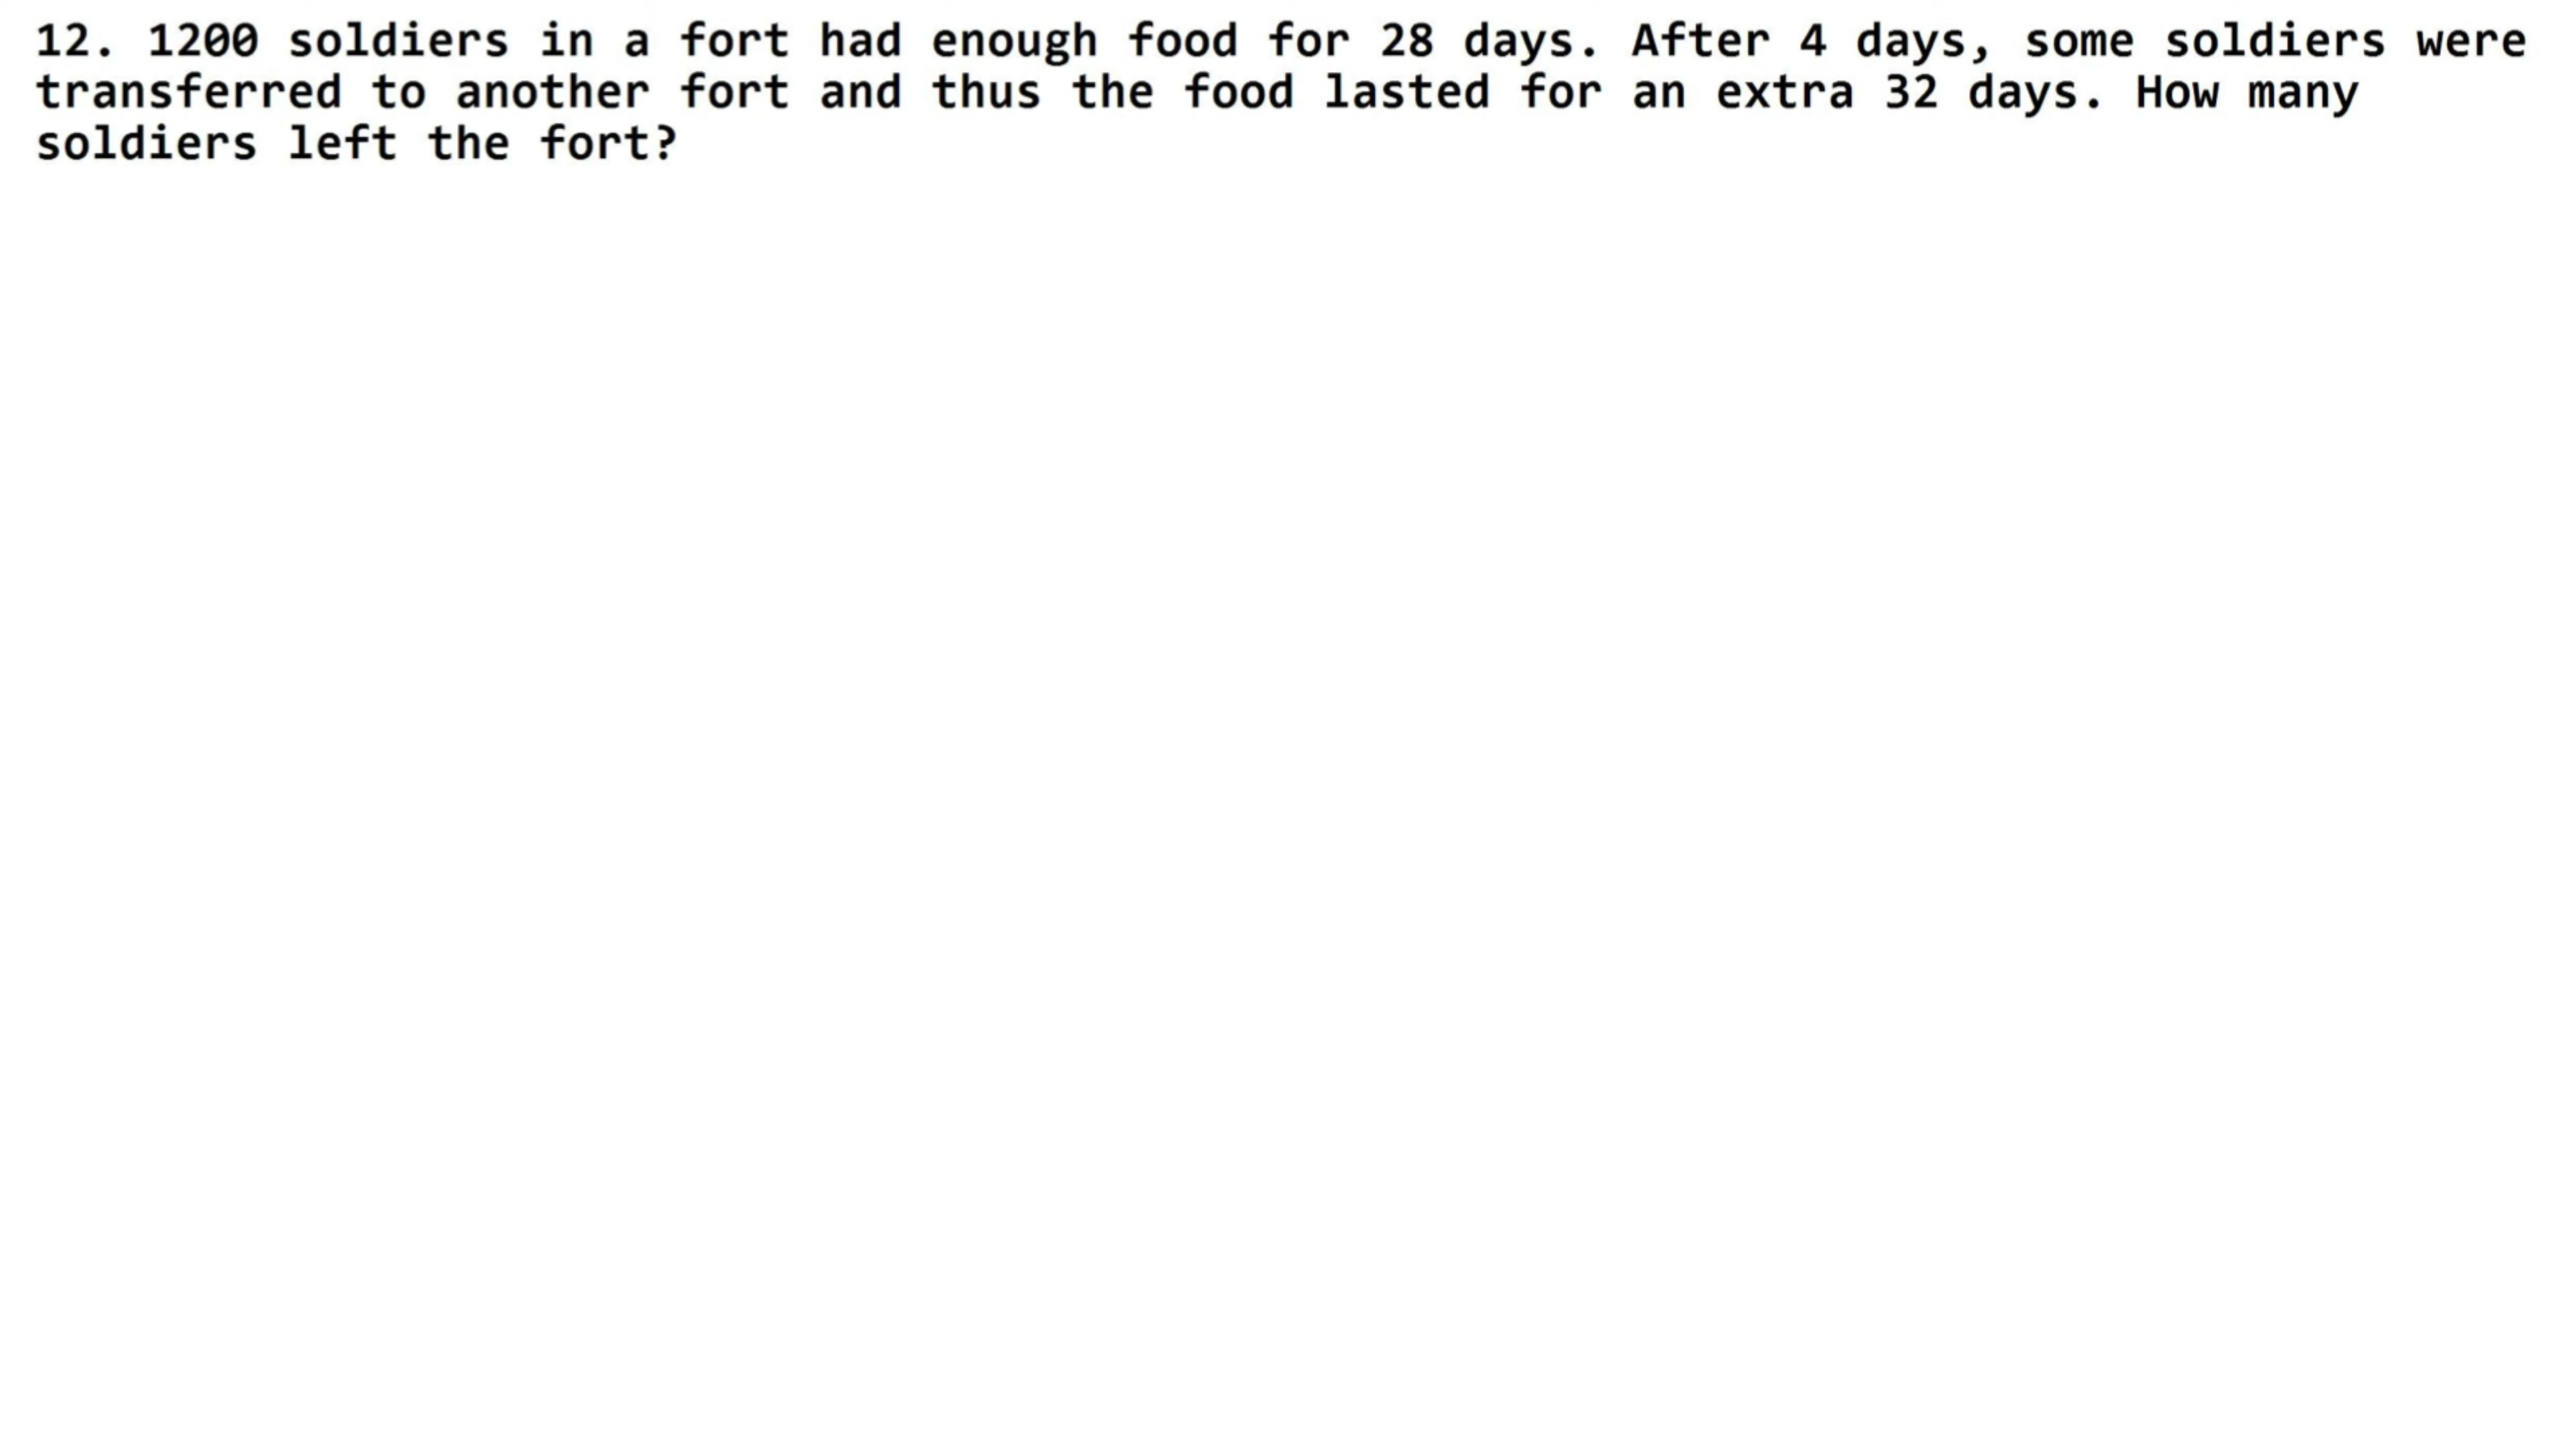 12. 1200 soldiers in a fort had enough food for 28 days. After 4 days, some soldiers were
transferred to another fort and thus the food lasted for an extra 32 days. How many
soldiers left the fort?